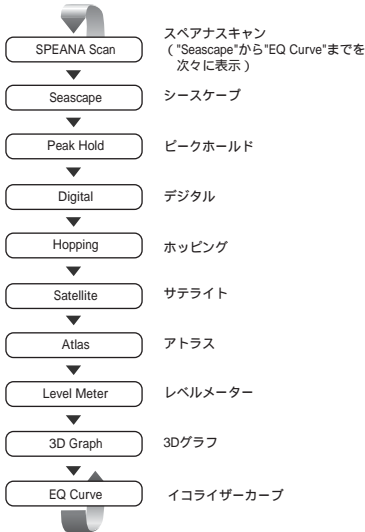 SPEANA Scan
スペアナスキャン
("Seascape"から"EQ Curve"までを
次々に表示)
Seascape
シースケープ
Peak Hold
ピークホールド
Digital
デジタル
Hopping
ホッピング
Satellite
サテライト
Atlas
アトラス
Level Meter
レベルメーター
3D Graph
3Dグラフ
EQ Curve
イコライザーカーブ